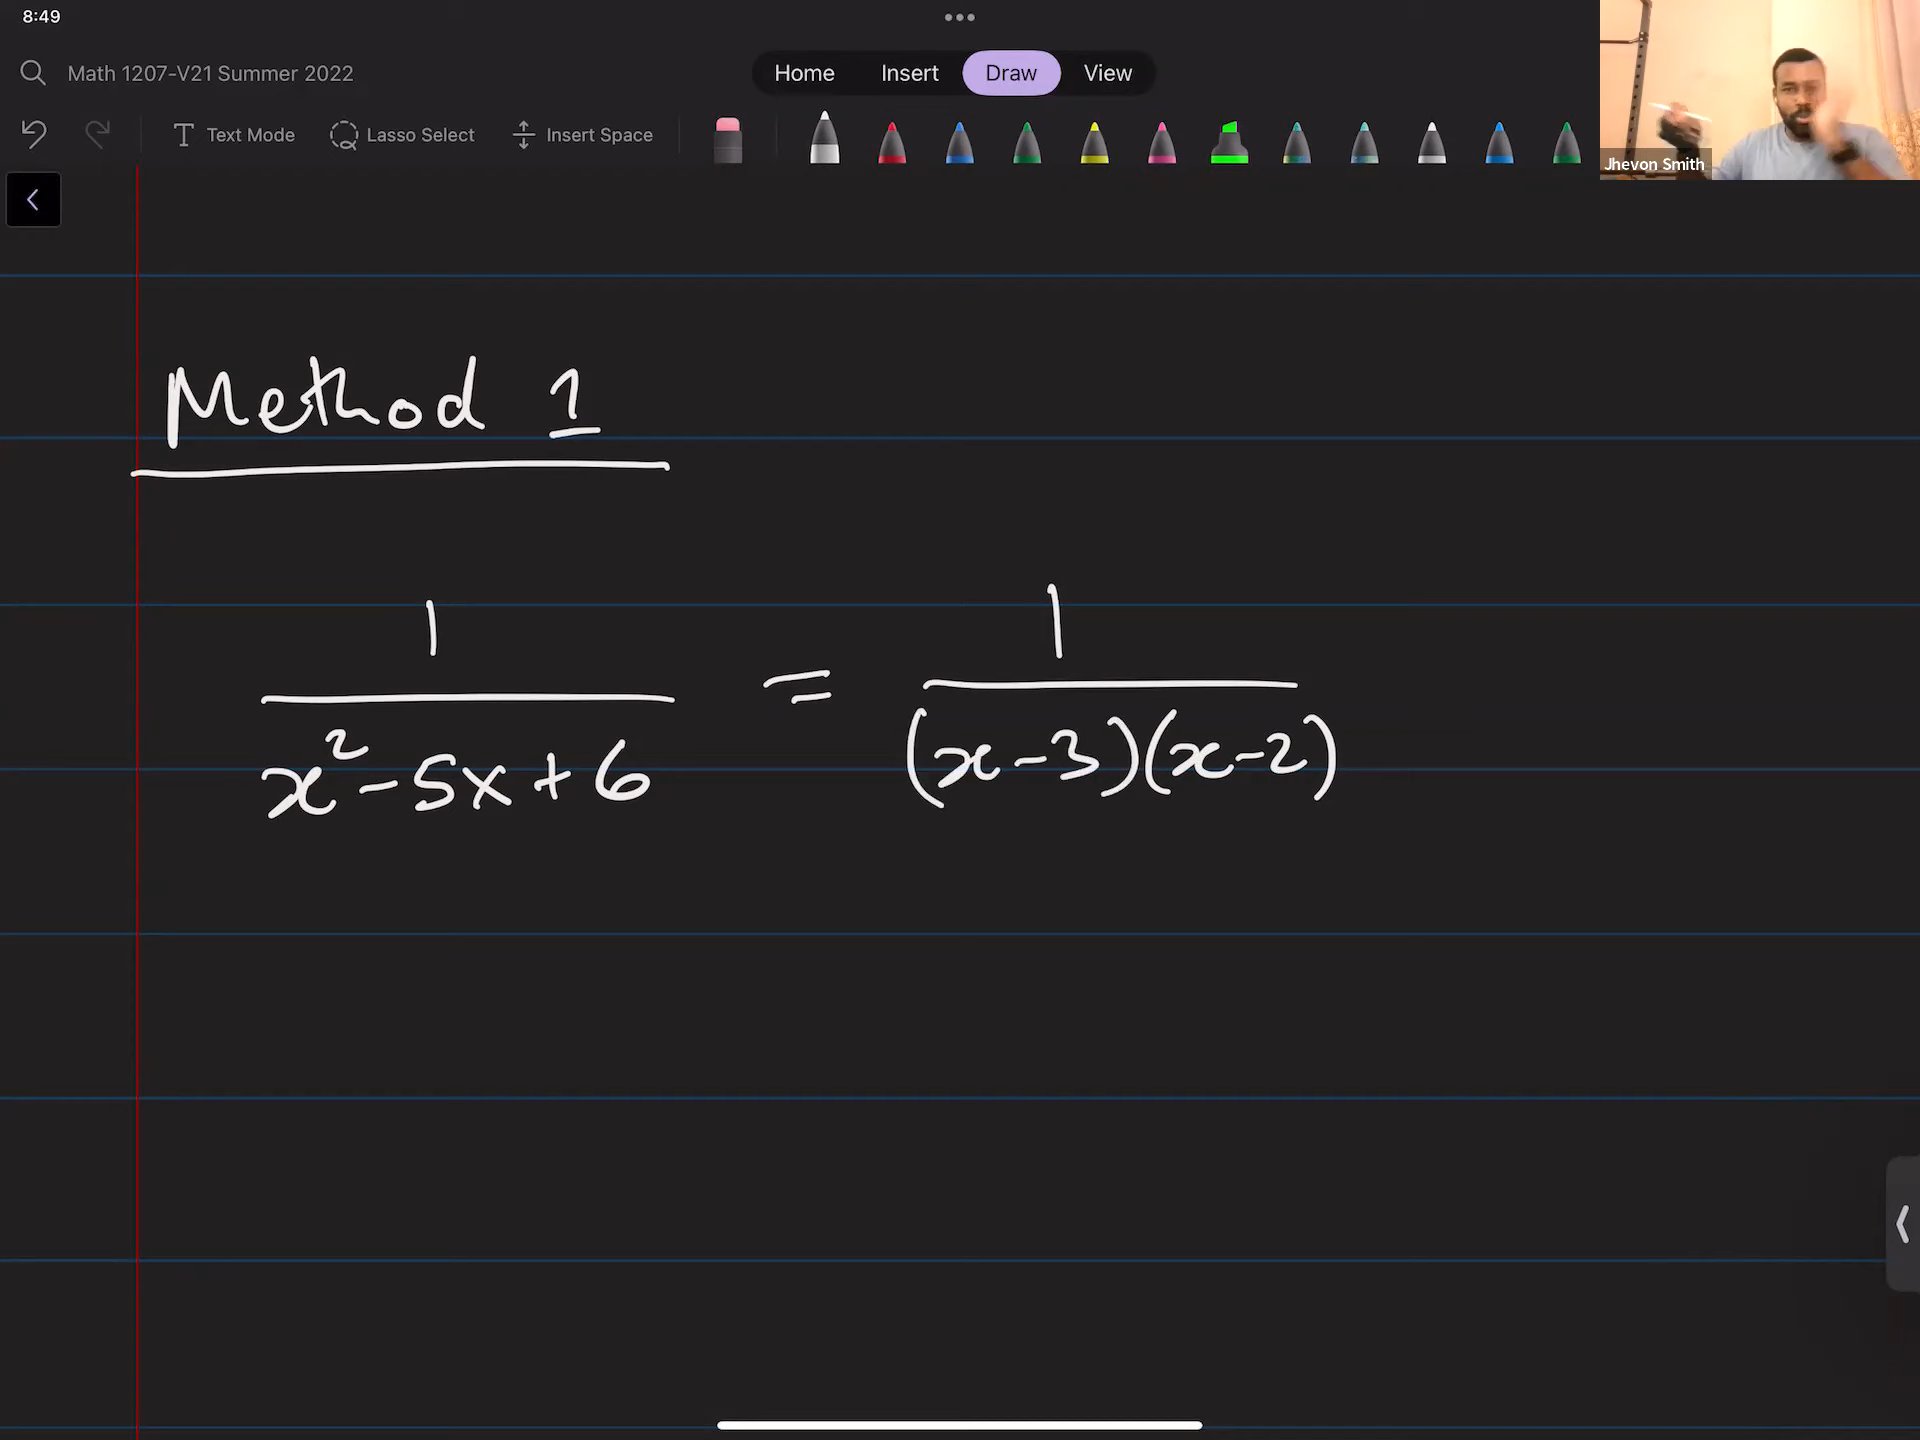 8:49
Math 1207-V21 Summer 2022
Home Insert Draw View
Text Mode Lasso Select Insert Space
Jhevon Smith
Method 1
1 / (x² - 5x + 6) = 1 / ((x-3)(x-2))